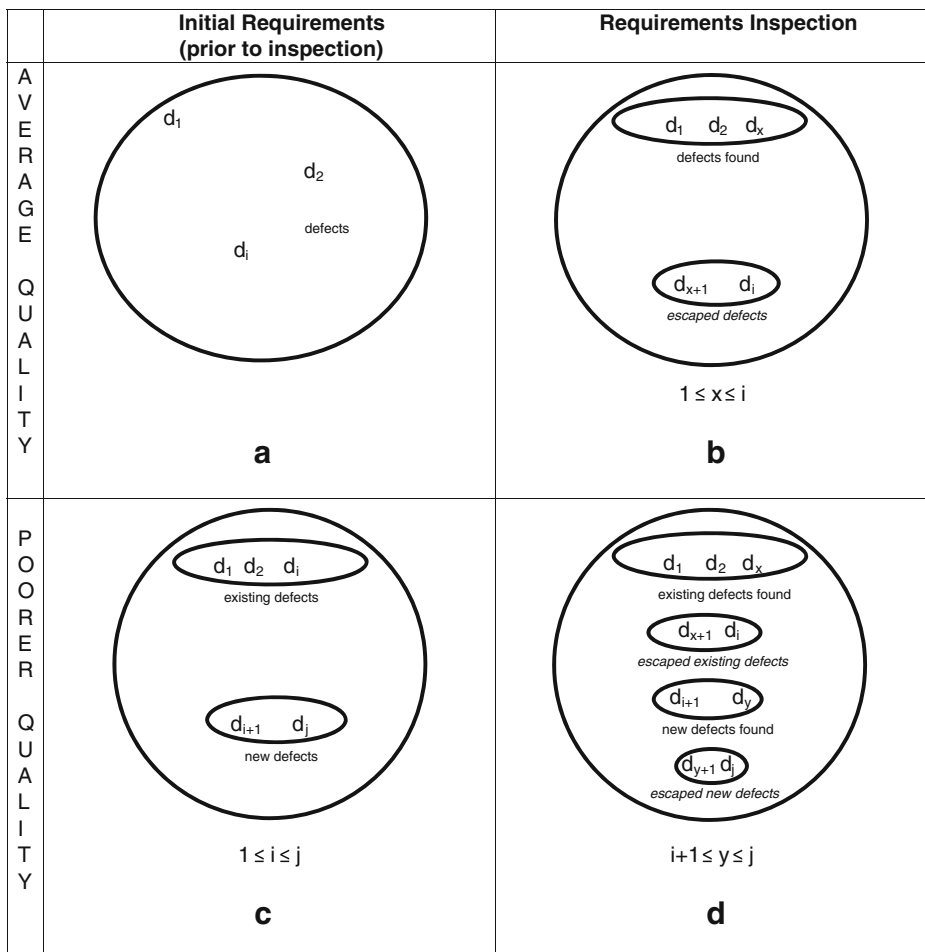 Initial Requirements
(prior to inspection)
Requirements Inspection
A
V
E
R
A
G
E
Q
U
A
L
I
T
Y
d1
d2
di
defects
a
d1 d2 dx
defects found
dx+1 di
escaped defects
1 ≤ x ≤ i
b
P
O
O
R
E
R
Q
U
A
L
I
T
Y
d1 d2 di
existing defects
di+1 dj
new defects
1 ≤ i ≤ j
c
d1 d2 dx
existing defects found
dx+1 di
escaped existing defects
di+1 dy
new defects found
dy+1 dj
escaped new defects
i+1 ≤ y ≤ j
d